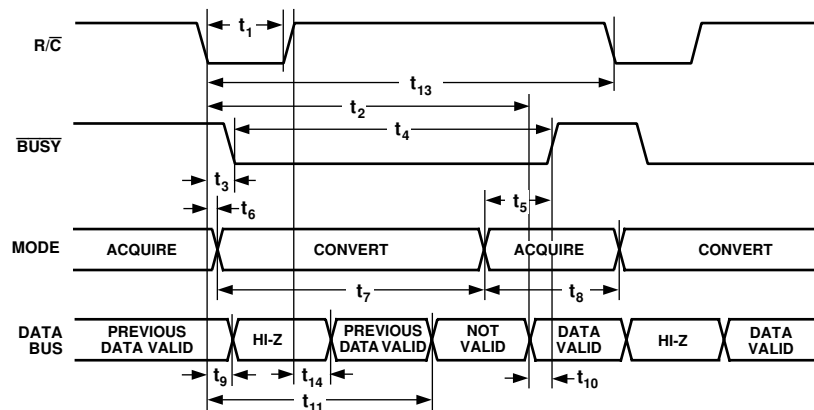 R/C̅
t1
t13
t2
B̅U̅S̅Y̅
t4
t3
t5
t6
MODE
ACQUIRE
CONVERT
ACQUIRE
CONVERT
t7
t8
DATA
BUS
PREVIOUS
DATA VALID
HI-Z
PREVIOUS
DATA VALID
NOT
VALID
DATA
VALID
HI-Z
DATA
VALID
t9
t14
t10
t11